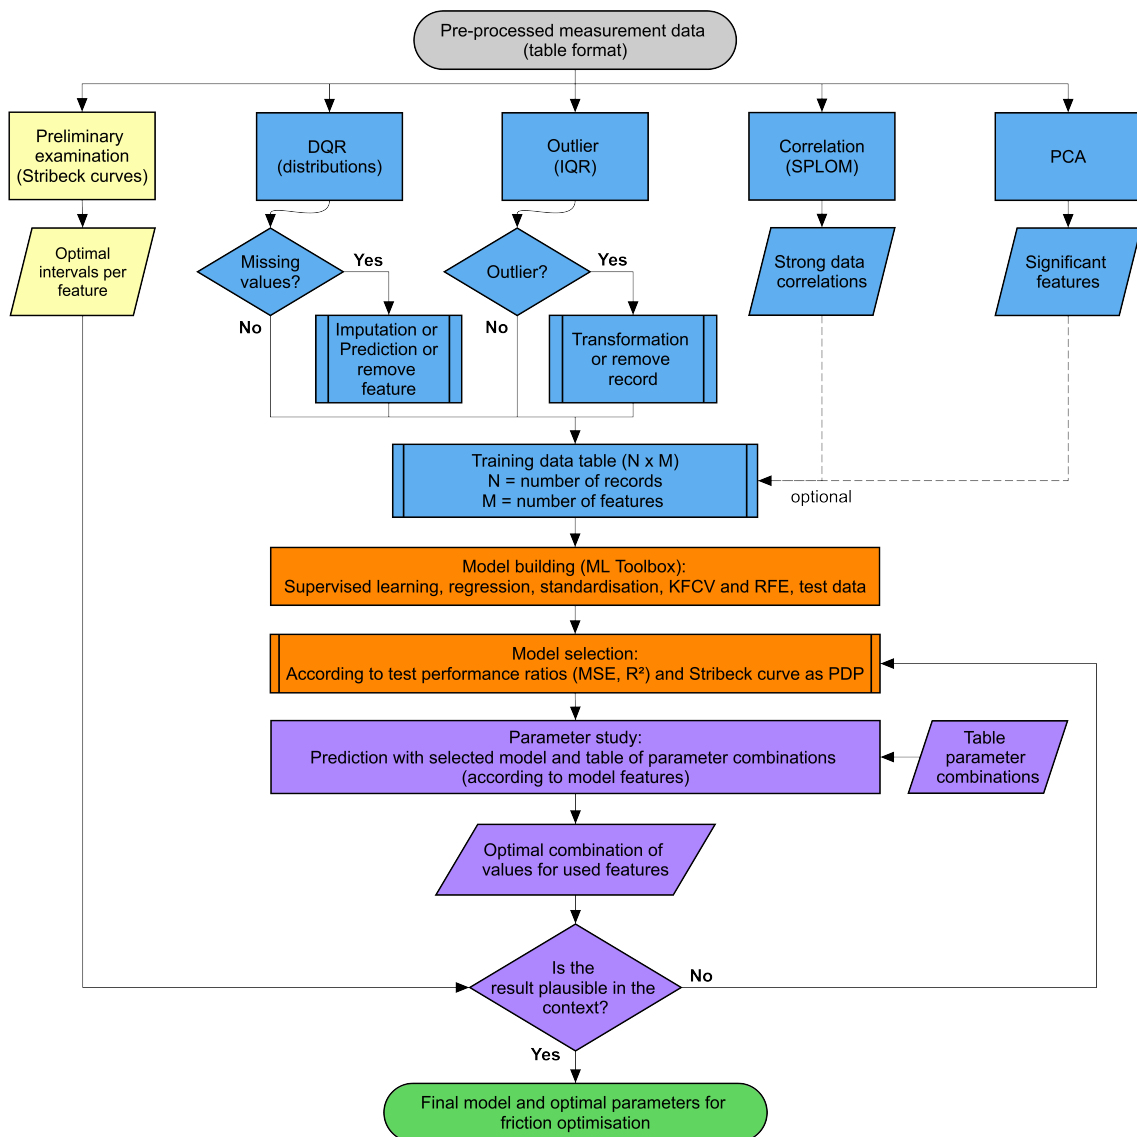 Pre-processed measurement data
(table format)
Preliminary
examination
(Stribeck curves)
DQR
(distributions)
Outlier
(IQR)
Correlation
(SPLOM)
PCA
Optimal
intervals per
feature
Missing
values?
Yes
No
Outlier?
Yes
No
Strong data
correlations
Significant
features
Imputation or
Prediction or
remove
feature
Transformation
or remove
record
Training data table (N x M)
N = number of records
M = number of features
optional
Model building (ML Toolbox):
Supervised learning, regression, standardisation, KFCV and RFE, test data
Model selection:
According to test performance ratios (MSE, R²) and Stribeck curve as PDP
Parameter study:
Prediction with selected model and table of parameter combinations
(according to model features)
Table
parameter
combinations
Optimal combination of
values for used features
Is the
result plausible in the
context?
No
Yes
Final model and optimal parameters for
friction optimisation